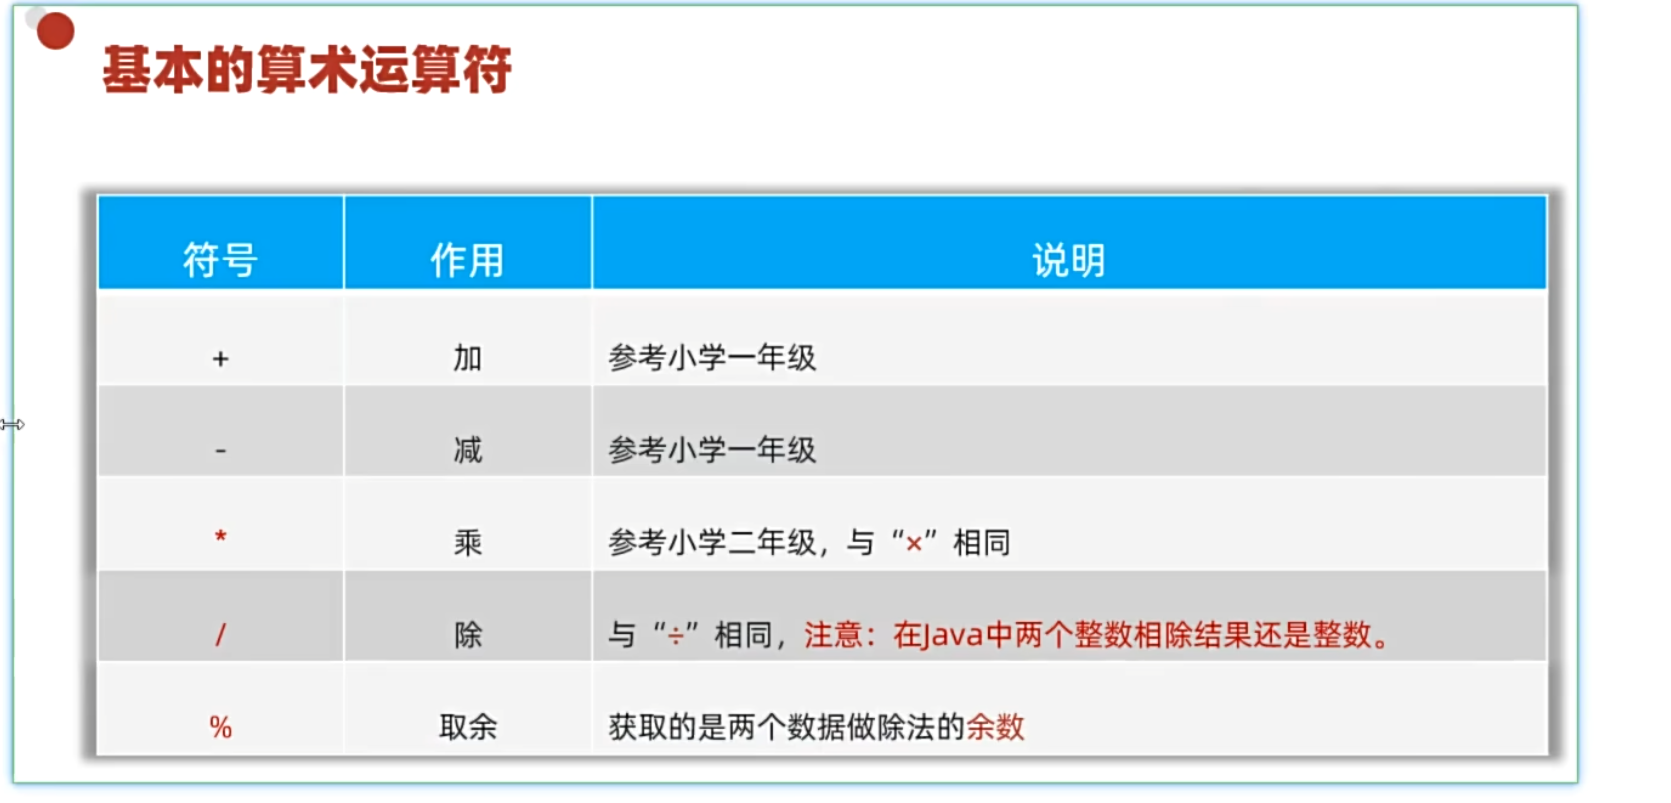 基本的算术运算符
符号 作用 说明
+ 加 参考小学一年级
- 减 参考小学一年级
* 乘 参考小学二年级，与“×”相同
/ 除 与“÷”相同，注意：在Java中两个整数相除结果还是整数。
% 取余 获取的是两个数据做除法的余数